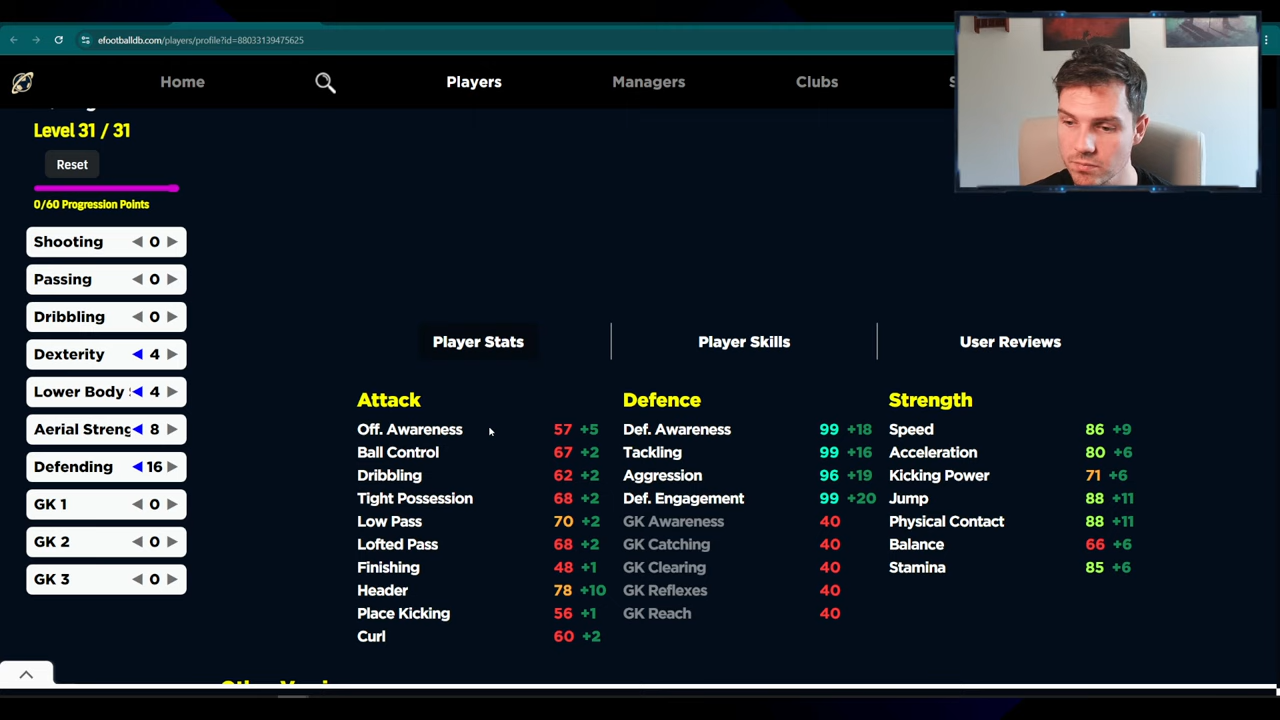 efootballdb.com/players/profile?id=88033139475625
Home Players Managers Clubs S
Level 31 / 31
Reset
0/60 Progression Points
Shooting 0
Passing 0
Dribbling 0
Dexterity 4
Lower Body 4
Aerial Streng 8
Defending 16
GK 1 0
GK 2 0
GK 3 0
Player Stats Player Skills User Reviews
Attack
Off. Awareness 57 +5
Ball Control 67 +2
Dribbling 62 +2
Tight Possession 68 +2
Low Pass 70 +2
Lofted Pass 68 +2
Finishing 48 +1
Header 78 +10
Place Kicking 56 +1
Curl 60 +2
Defence
Def. Awareness 99 +18
Tackling 99 +16
Aggression 96 +19
Def. Engagement 99 +20
GK Awareness 40
GK Catching 40
GK Clearing 40
GK Reflexes 40
GK Reach 40
Strength
Speed 86 +9
Acceleration 80 +6
Kicking Power 71 +6
Jump 88 +11
Physical Contact 88 +11
Balance 66 +6
Stamina 85 +6